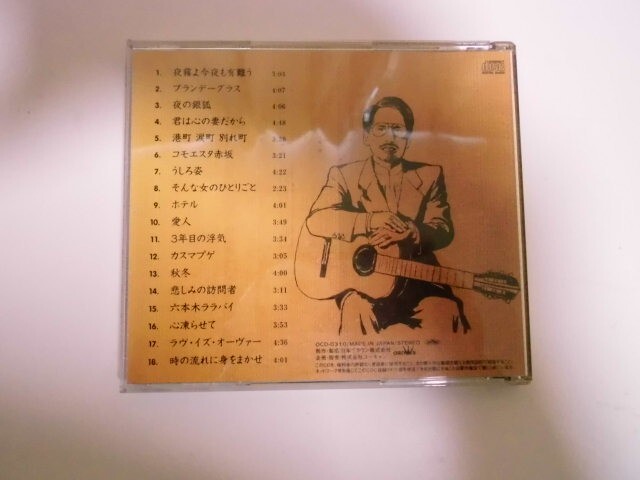 1. 夜霧よ今夜も有難う 3:05
2. ブランデーグラス 4:07
3. 夜の銀狐 4:06
4. 君は心の妻だから 4:48
5. 港町 涙町 別れ町
6. コモエスタ赤坂 3:21
7. うしろ姿 4:22
8. そんな女のひとりごと 2:23
9. ホテル 4:01
10. 愛人 3:49
11. 3年目の浮気 3:34
12. カスマプゲ 3:05
13. 秋冬 4:00
14. 悲しみの訪問者 3:11
15. 六本木ララバイ 3:33
16. 心凍らせて 3:53
17. ラヴ・イズ・オーヴァー 4:36
18. 時の流れに身をまかせ 4:01
OCD-0310/MADE IN JAPAN/STEREO